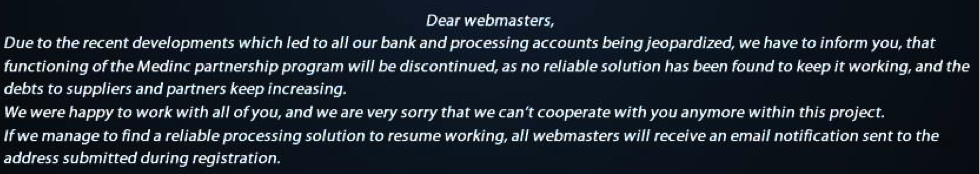 Dear webmasters,
Due to the recent developments which led to all our bank and processing accounts being jeopardized, we have to inform you, that
functioning of the Medinc partnership program will be discontinued, as no reliable solution has been found to keep it working, and the
debts to suppliers and partners keep increasing.
We were happy to work with all of you, and we are very sorry that we can't cooperate with you anymore within this project.
If we manage to find a reliable processing solution to resume working, all webmasters will receive an email notification sent to the
address submitted during registration.